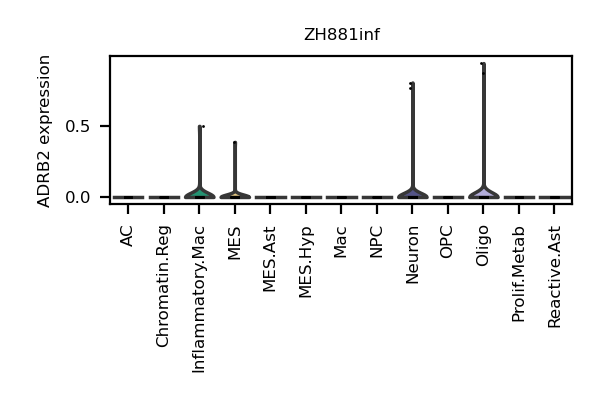 ZH881inf
ADRB2 expression
0.5
0.0
AC
Chromatin.Reg
Inflammatory.Mac
MES
MES.Ast
MES.Hyp
Mac
NPC
Neuron
OPC
Oligo
Prolif.Metab
Reactive.Ast